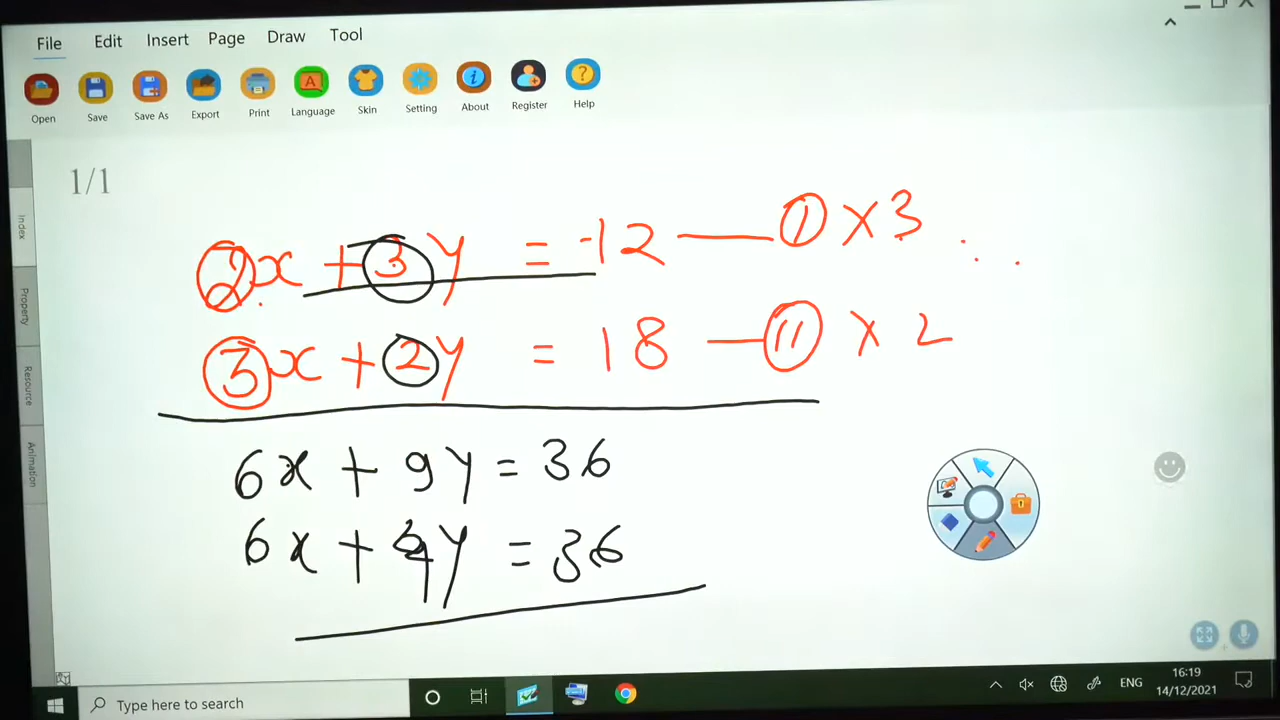 File Edit Insert Page Draw Tool
Open Save Save As Export Print Language Skin Setting About Register Help
1/1
Index
Property
Resource
Animation
2x + 3y = -12 — ① × 3 ..
3x + 2y = 18 — ⑪ × 2
6x + 9y = 36
6x + 4y = 36
Type here to search
ENG
16:19
14/12/2021